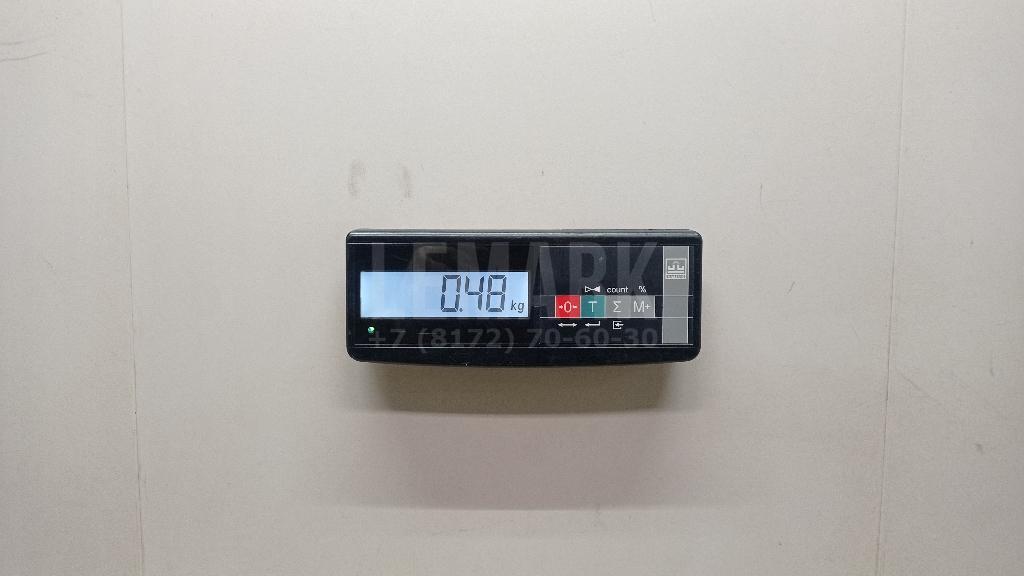 LEMARK
0.48 kg
count %
→0← T Σ M+
+7 (8172) 70-60-30